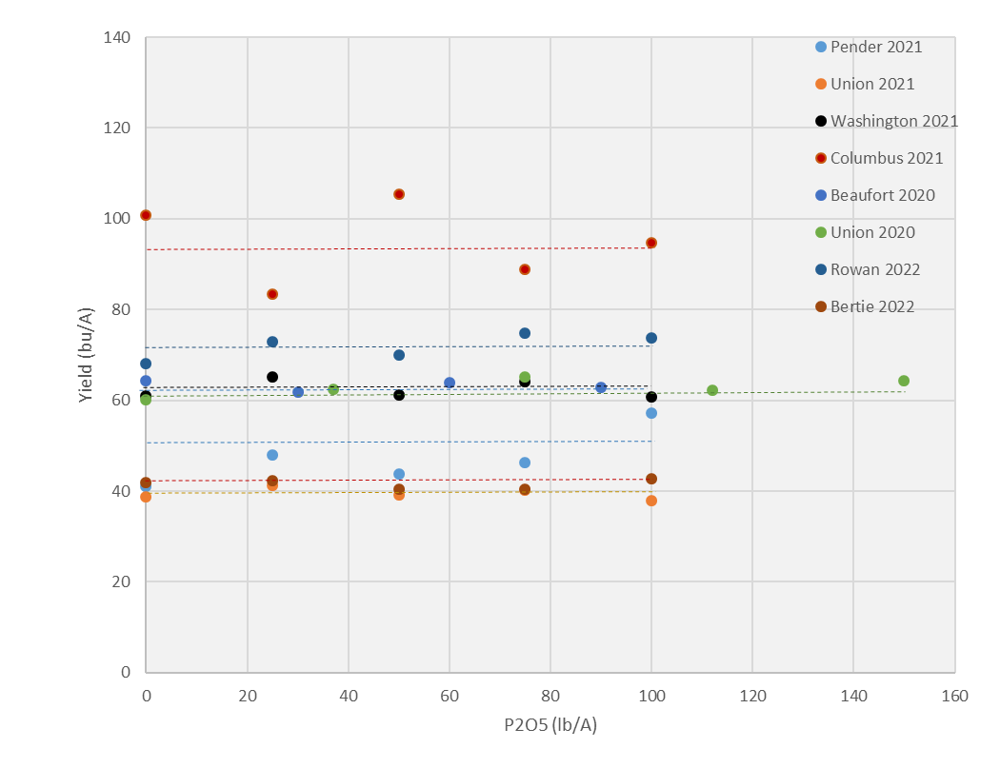 140
120
100
80
60
40
20
0
Yield (bu/A)
0 20 40 60 80 100 120 140 160
P2O5 (lb/A)
Pender 2021
Union 2021
Washington 2021
Columbus 2021
Beaufort 2020
Union 2020
Rowan 2022
Bertie 2022